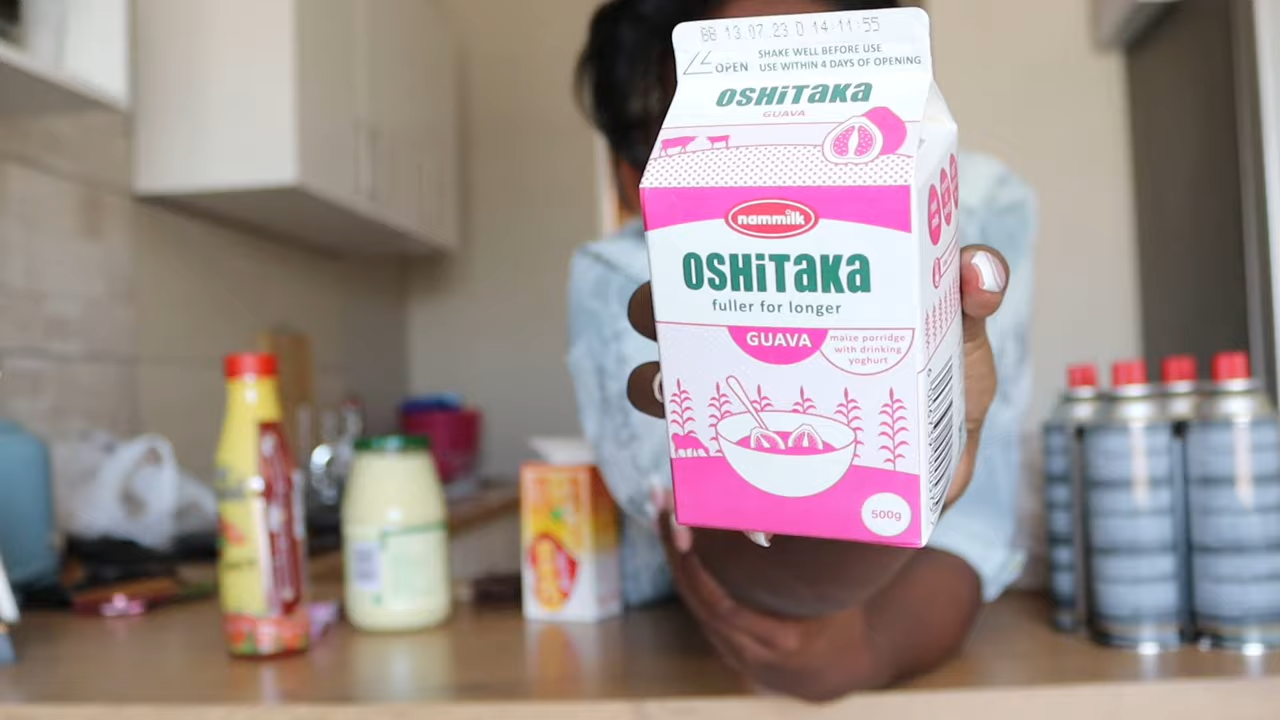 BB 13.07.23 D 14:11:55
SHAKE WELL BEFORE USE
OPEN USE WITHIN 4 DAYS OF OPENING
OSHiTaKa
GUAVA
nammilk
OSHiTaKa
fuller for longer
GUAVA
maize porridge
with drinking
yoghurt
500g